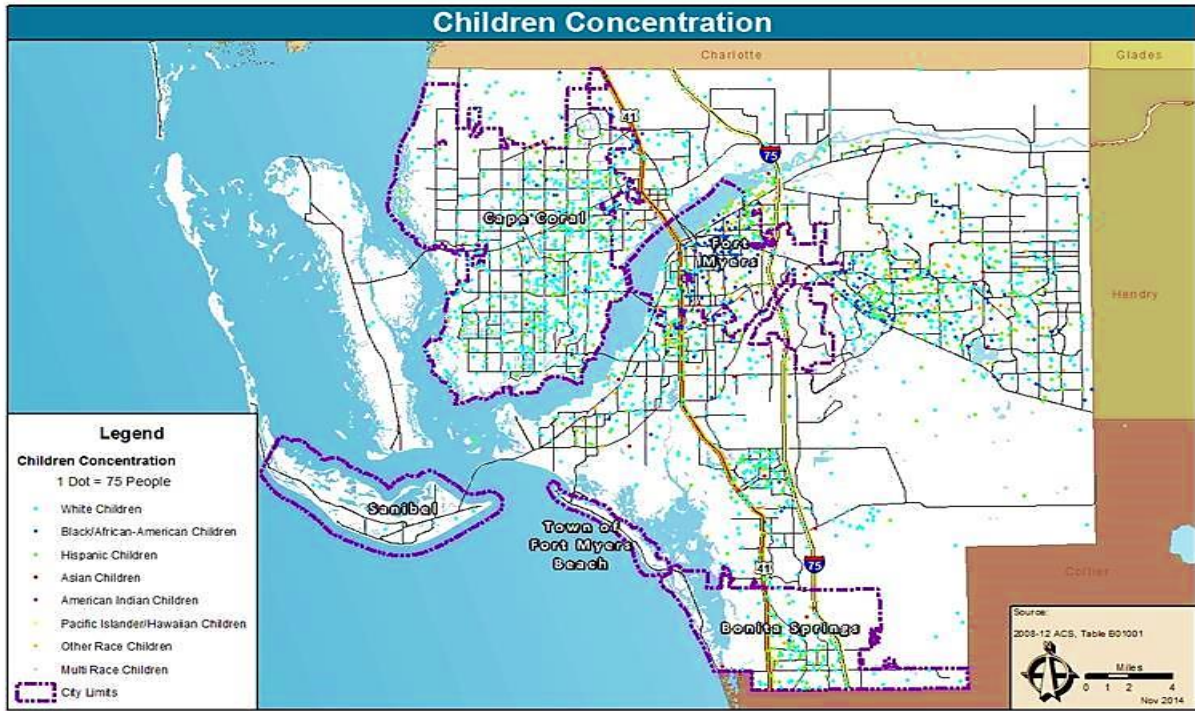 Children Concentration
Charlotte
Glades
41
75
Cape Coral
Fort
Myers
Hendry
Legend
Children Concentration
1 Dot = 75 People
White Children
Black/African-American Children
Hispanic Children
Asian Children
American Indian Children
Pacific Islander/Hawaiian Children
Other Race Children
Multi Race Children
City Limits
Sanibel
Town of
Fort Myers
Beach
41
75
Collier
Bonita Springs
Source:
2008-12 ACS, Table B01001
Miles
0 1 2 4
Nov 2014